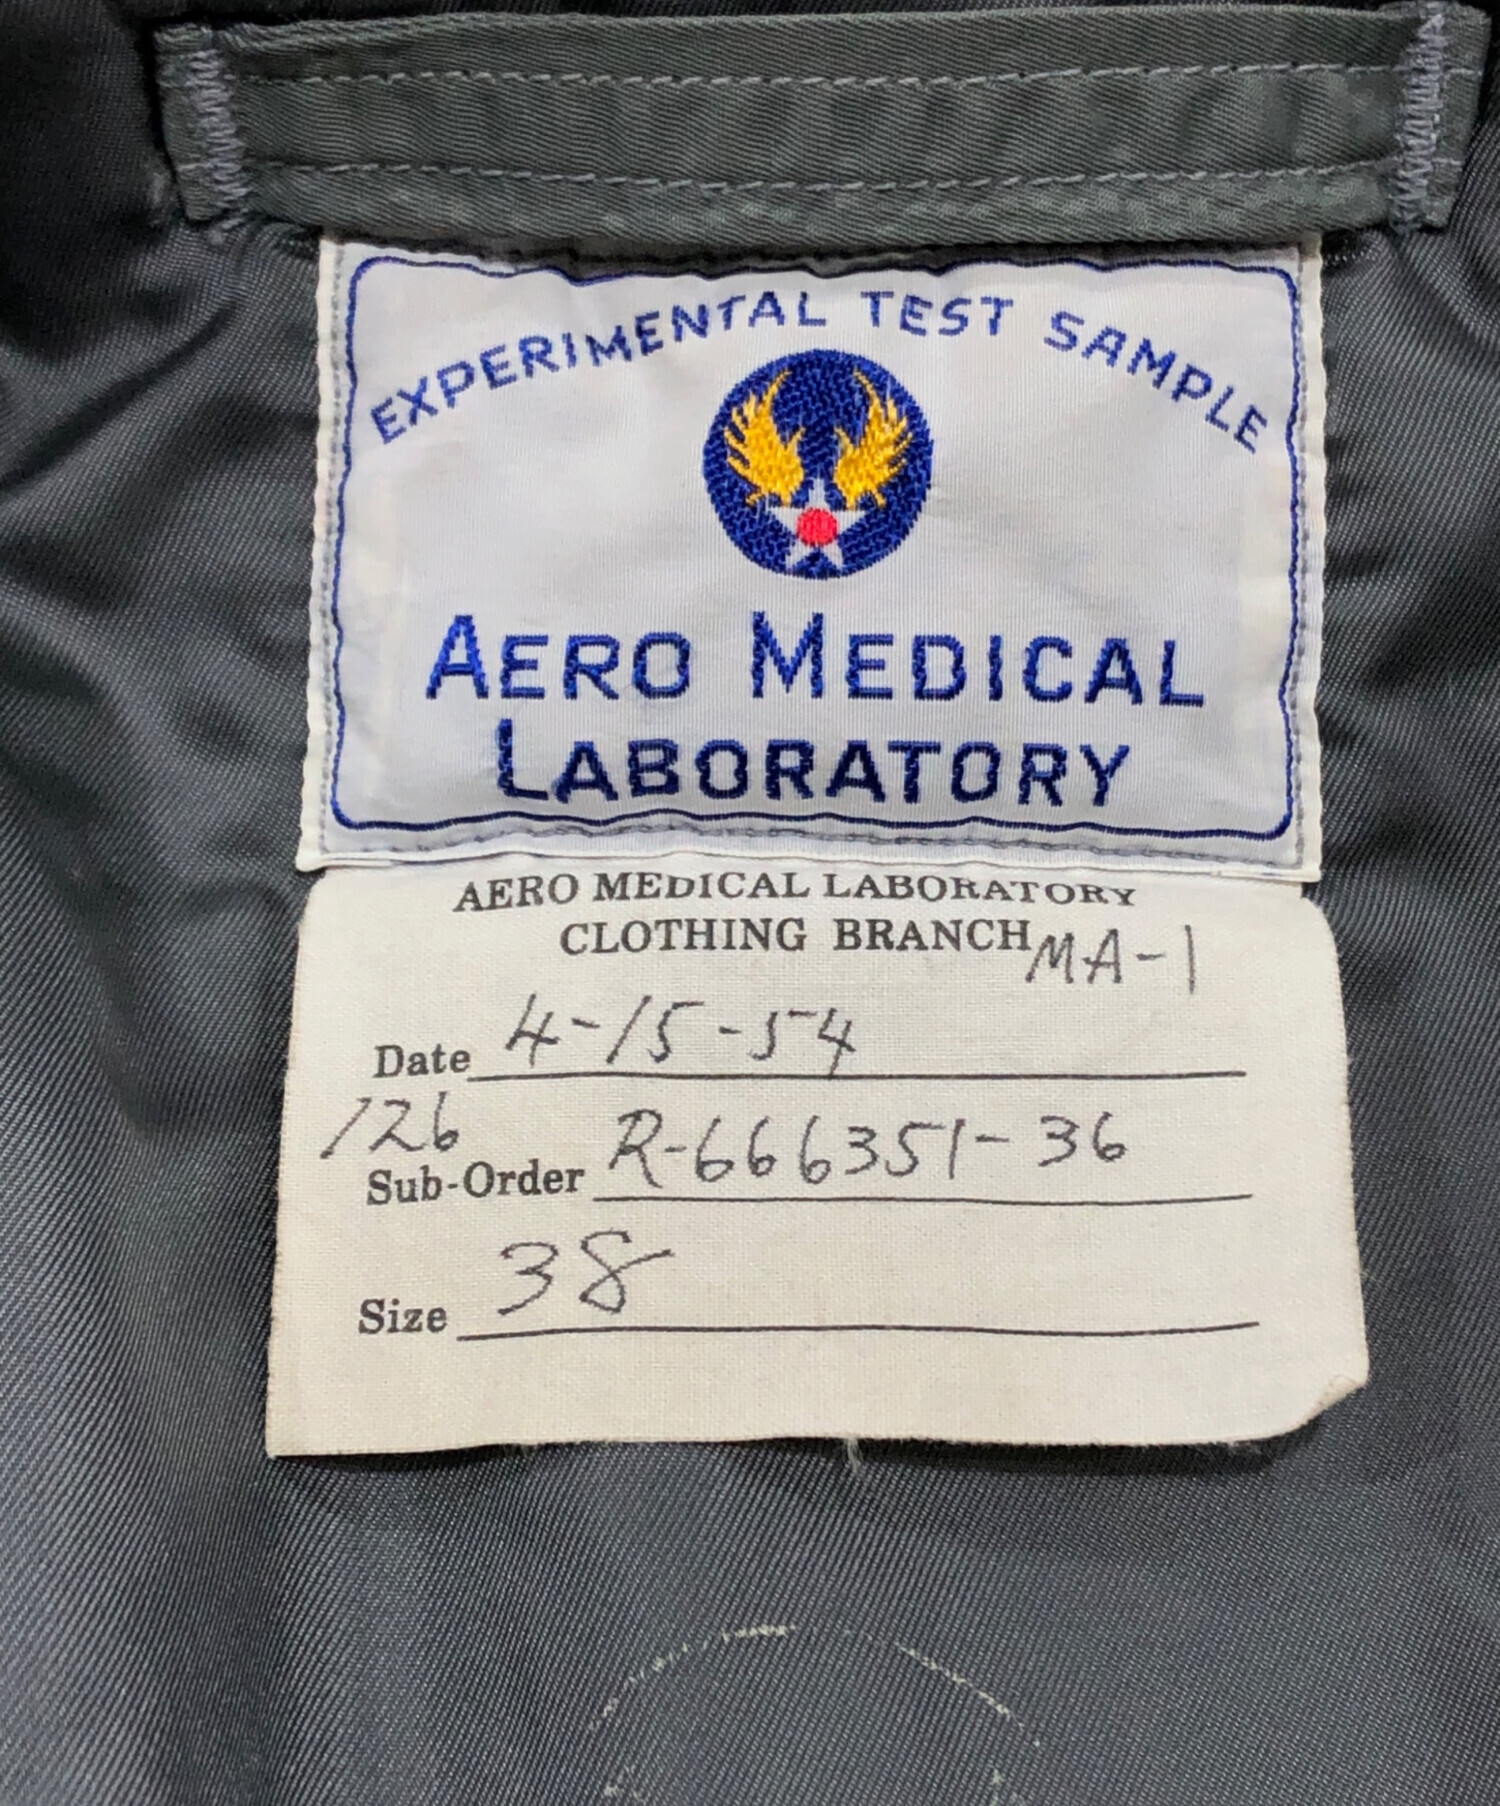 EXPERIMENTAL TEST SAMPLE
AERO MEDICAL
LABORATORY
AERO MEDICAL LABORATORY
CLOTHING BRANCH MA-1
Date 4-15-54
126
Sub-Order R-666351-36
Size 38